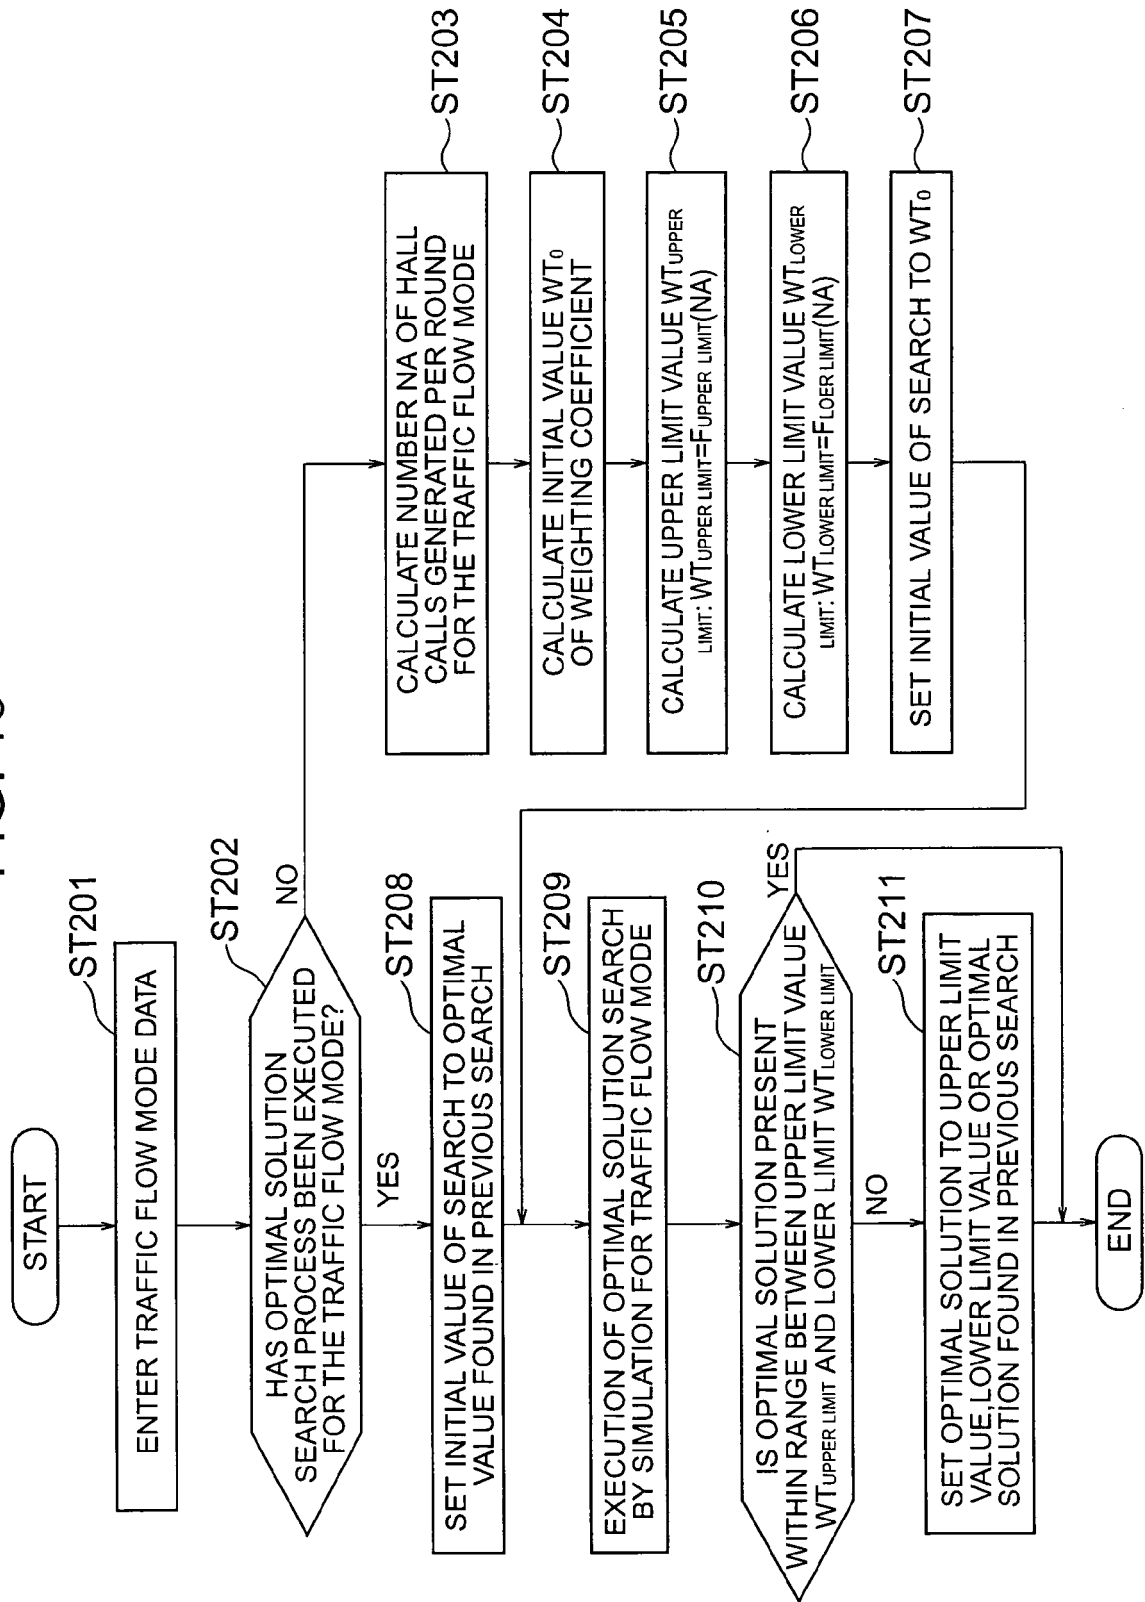 START
ST201
ENTER TRAFFIC FLOW MODE DATA
ST202
HAS OPTIMAL SOLUTION
SEARCH PROCESS BEEN EXECUTED
FOR THE TRAFFIC FLOW MODE?
NO
YES
ST203
CALCULATE NUMBER NA OF HALL
CALLS GENERATED PER ROUND
FOR THE TRAFFIC FLOW MODE
ST204
CALCULATE INITIAL VALUE WT₀
OF WEIGHTING COEFFICIENT
ST205
CALCULATE UPPER LIMIT VALUE WTUPPER
LIMIT: WTUPPER LIMIT=FUPPER LIMIT(NA)
ST206
CALCULATE LOWER LIMIT VALUE WTLOWER
LIMIT: WTLOWER LIMIT=FLOER LIMIT(NA)
ST207
SET INITIAL VALUE OF SEARCH TO WT₀
ST208
SET INITIAL VALUE OF SEARCH TO OPTIMAL
VALUE FOUND IN PREVIOUS SEARCH
ST209
EXECUTION OF OPTIMAL SOLUTION SEARCH
BY SIMULATION FOR TRAFFIC FLOW MODE
ST210
IS OPTIMAL SOLUTION PRESENT
WITHIN RANGE BETWEEN UPPER LIMIT VALUE
WTUPPER LIMIT AND LOWER LIMIT WTLOWER LIMIT
YES
NO
ST211
SET OPTIMAL SOLUTION TO UPPER LIMIT
VALUE,LOWER LIMIT VALUE OR OPTIMAL
SOLUTION FOUND IN PREVIOUS SEARCH
END